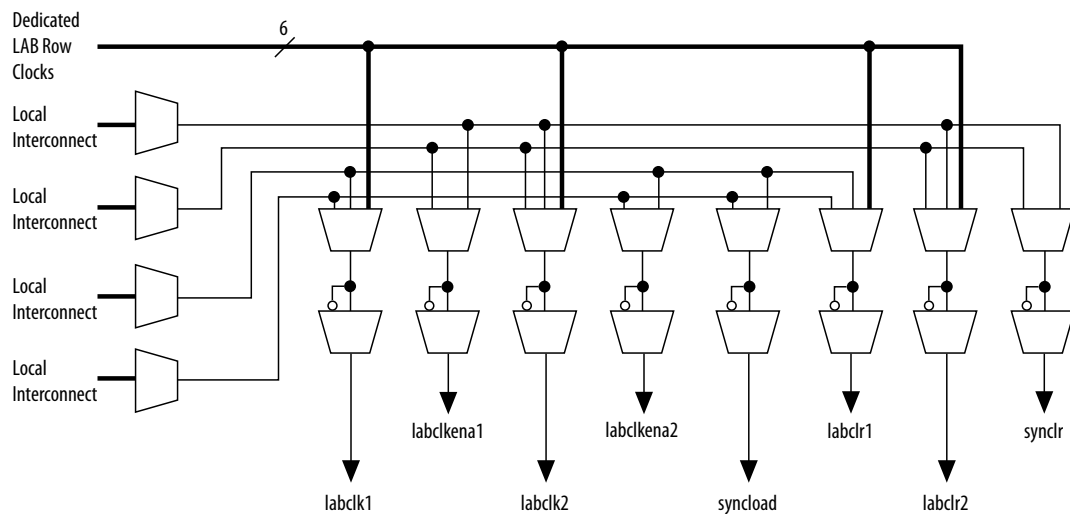 Dedicated
LAB Row
Clocks
6
Local
Interconnect
Local
Interconnect
Local
Interconnect
Local
Interconnect
labclkena1
labclkena2
labclr1
synclr
labclk1
labclk2
syncload
labclr2